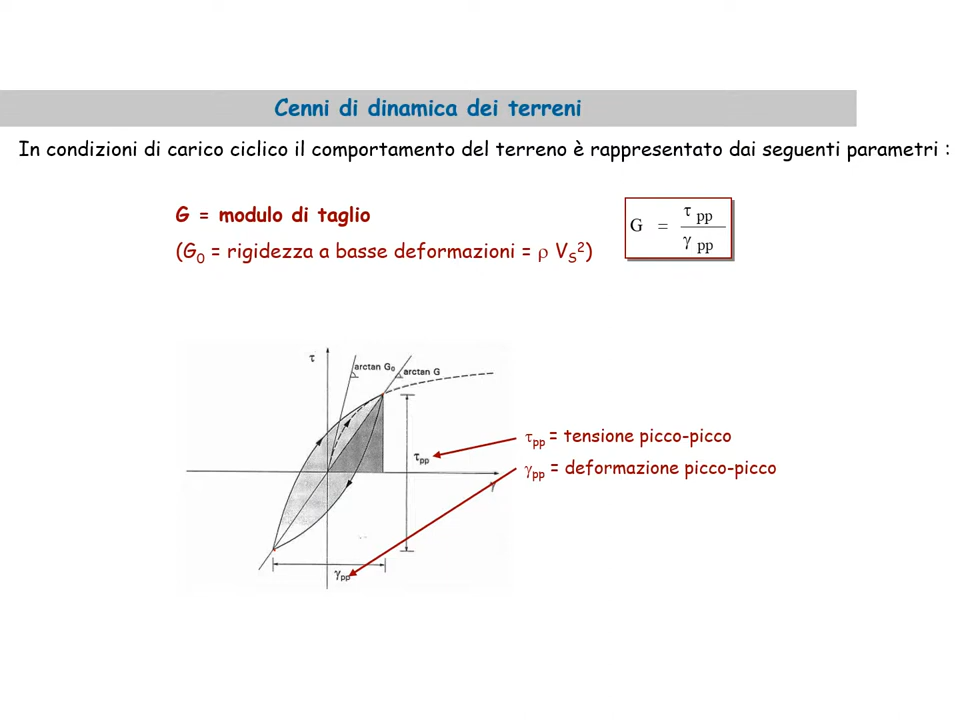 Cenni di dinamica dei terreni
In condizioni di carico ciclico il comportamento del terreno è rappresentato dai seguenti parametri :
G = modulo di taglio
(G₀ = rigidezza a basse deformazioni = ρ Vₛ²)
G = τ pp / γ pp
τ
arctan G₀
arctan G
τpp
γ
γpp
τpp = tensione picco-picco
γpp = deformazione picco-picco